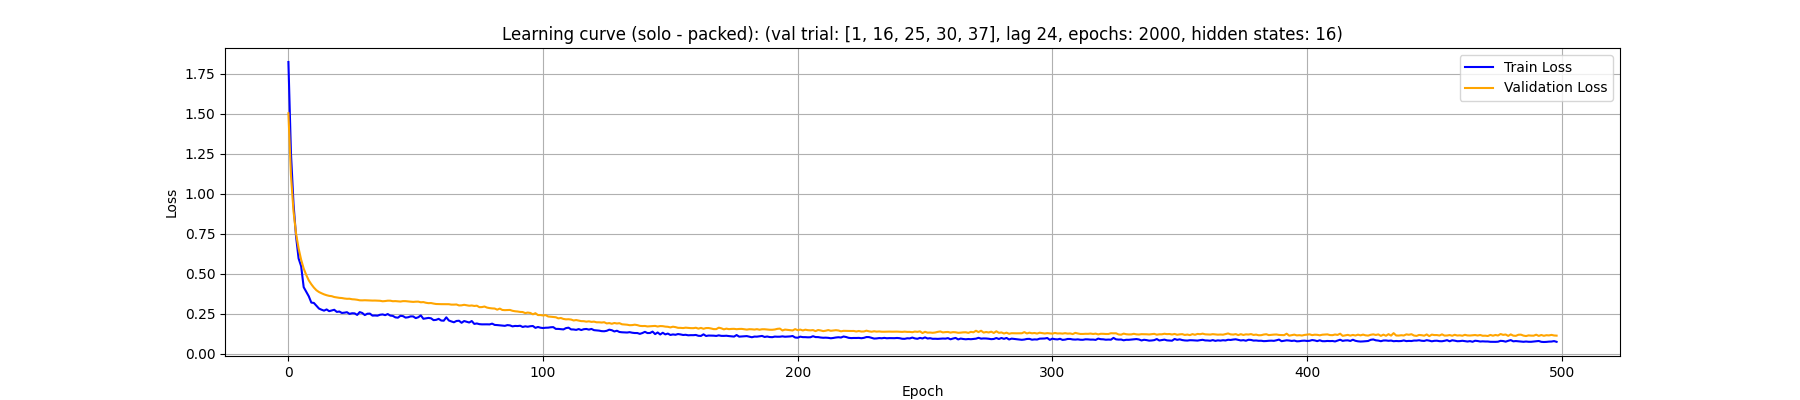 Learning curve (solo - packed): (val trial: [1, 16, 25, 30, 37], lag 24, epochs: 2000, hidden states: 16)
Train Loss
Validation Loss
Loss
1.75
1.50
1.25
1.00
0.75
0.50
0.25
0.00
0 100 200 300 400 500
Epoch